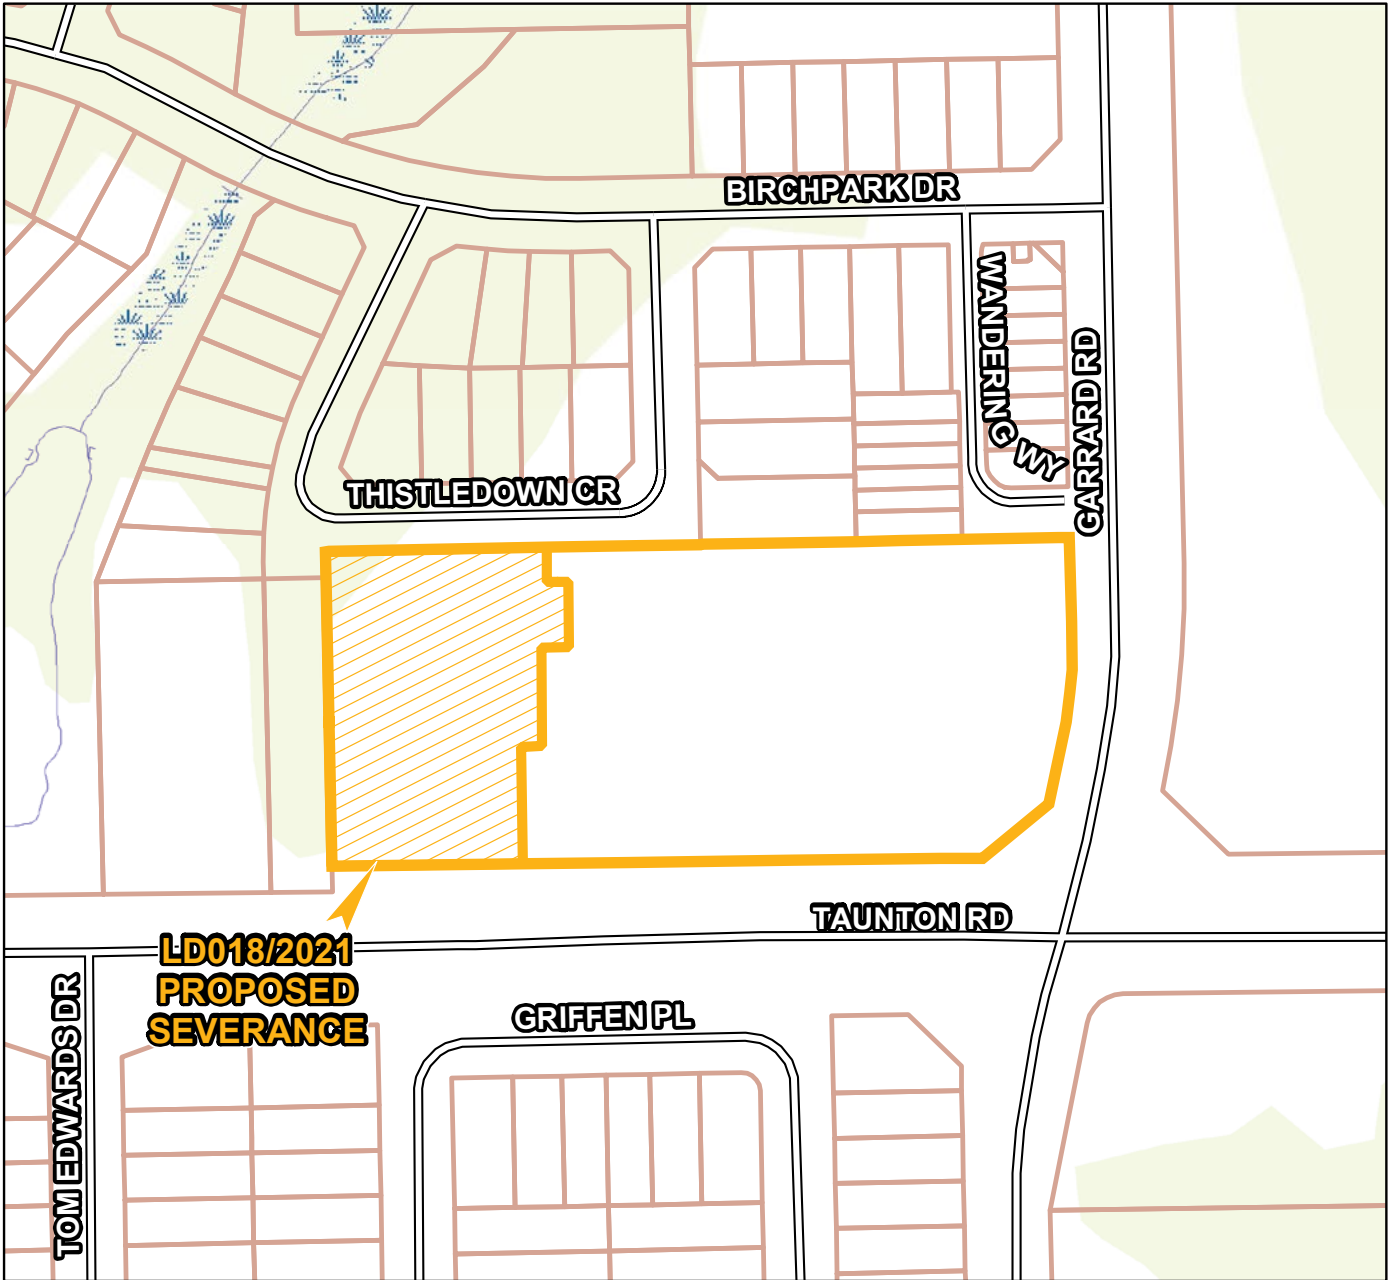 BIRCHPARK DR
WANDERING WY
GARRARD RD
THISTLEDOWN CR
TAUNTON RD
LD018/2021
PROPOSED
SEVERANCE
TOM EDWARDS DR
GRIFFEN PL